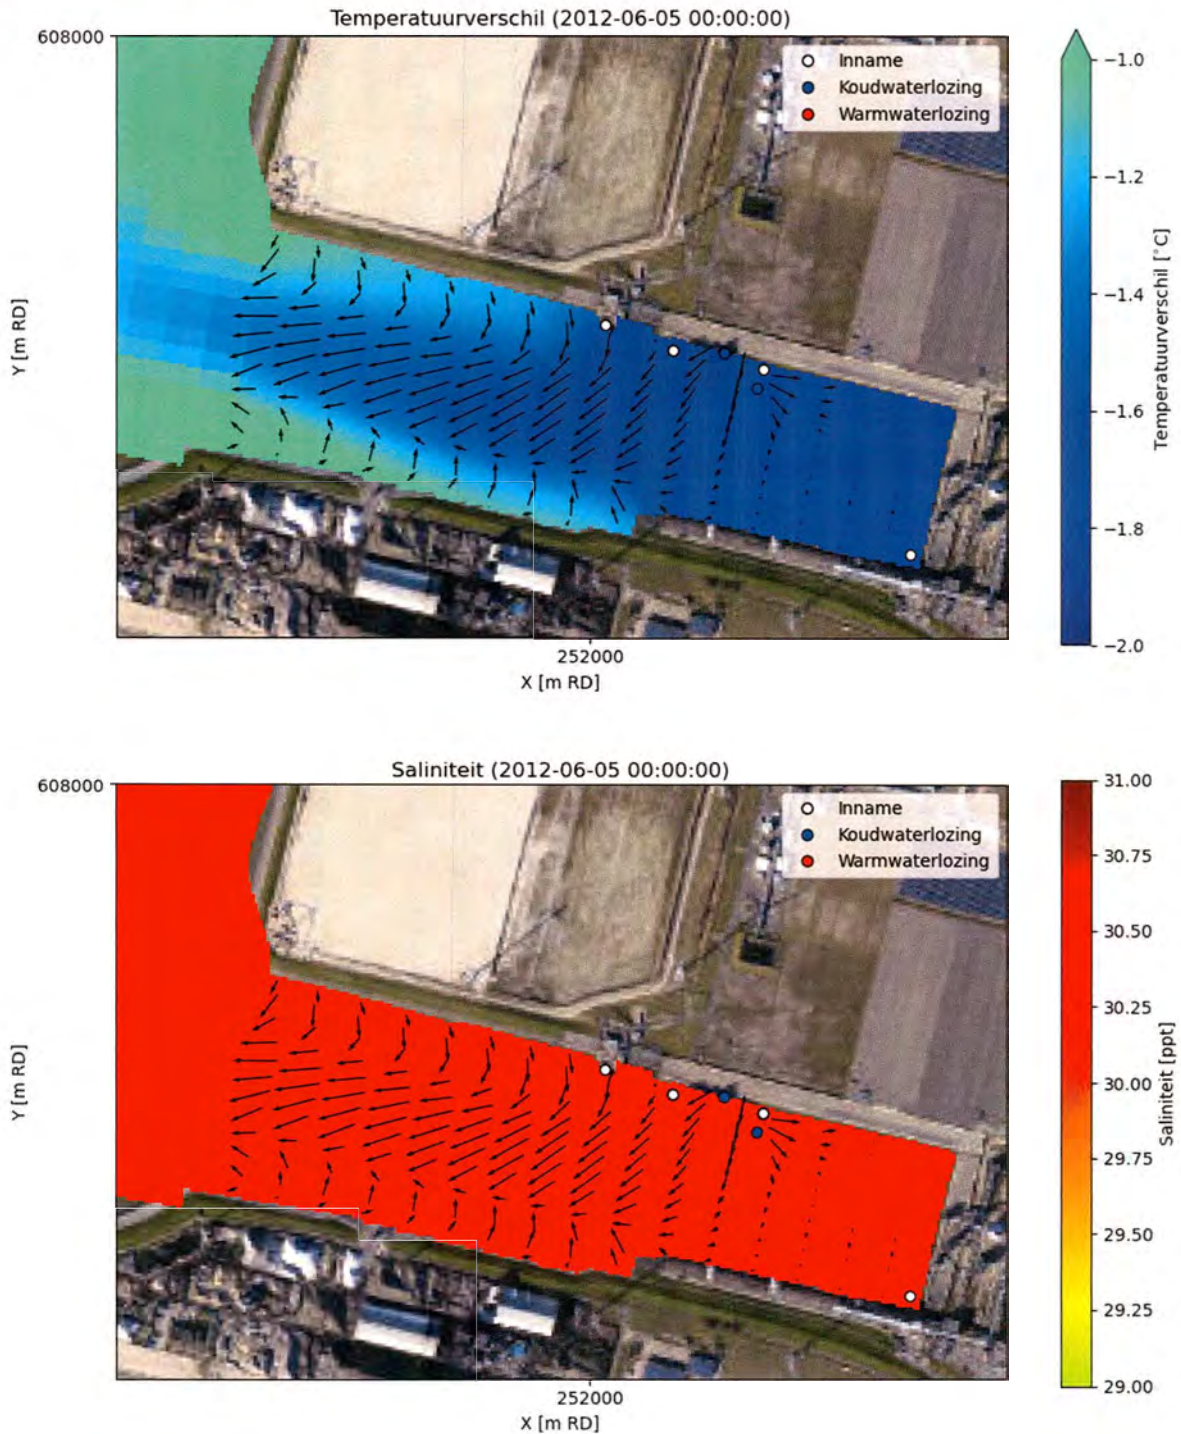 Temperatuurverschil (2012-06-05 00:00:00)
608000
Inname
Koudwaterlozing
Warmwaterlozing
Y [m RD]
252000
X [m RD]
−1.0
−1.2
−1.4
−1.6
−1.8
−2.0
Temperatuurverschil [°C]
Saliniteit (2012-06-05 00:00:00)
608000
Inname
Koudwaterlozing
Warmwaterlozing
Y [m RD]
252000
X [m RD]
31.00
30.75
30.50
30.25
30.00
29.75
29.50
29.25
29.00
Saliniteit [ppt]